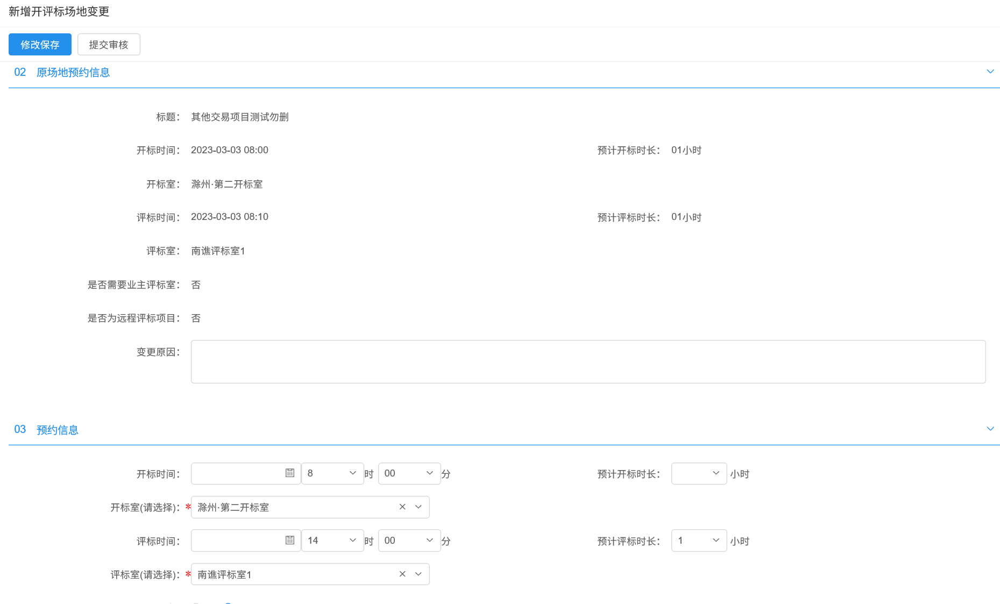 新增开评标场地变更
修改保存 提交审核
02 原场地预约信息
标题： 其他交易项目测试勿删
开标时间： 2023-03-03 08:00 预计开标时长： 01小时
开标室： 滁州·第二开标室
评标时间： 2023-03-03 08:10 预计评标时长： 01小时
评标室： 南谯评标室1
是否需要业主评标室： 否
是否为远程评标项目： 否
变更原因：
03 预约信息
开标时间： 8 时 00 分 预计开标时长： 小时
开标室(请选择)：* 滁州·第二开标室
评标时间： 14 时 00 分 预计评标时长： 1 小时
评标室(请选择)：* 南谯评标室1